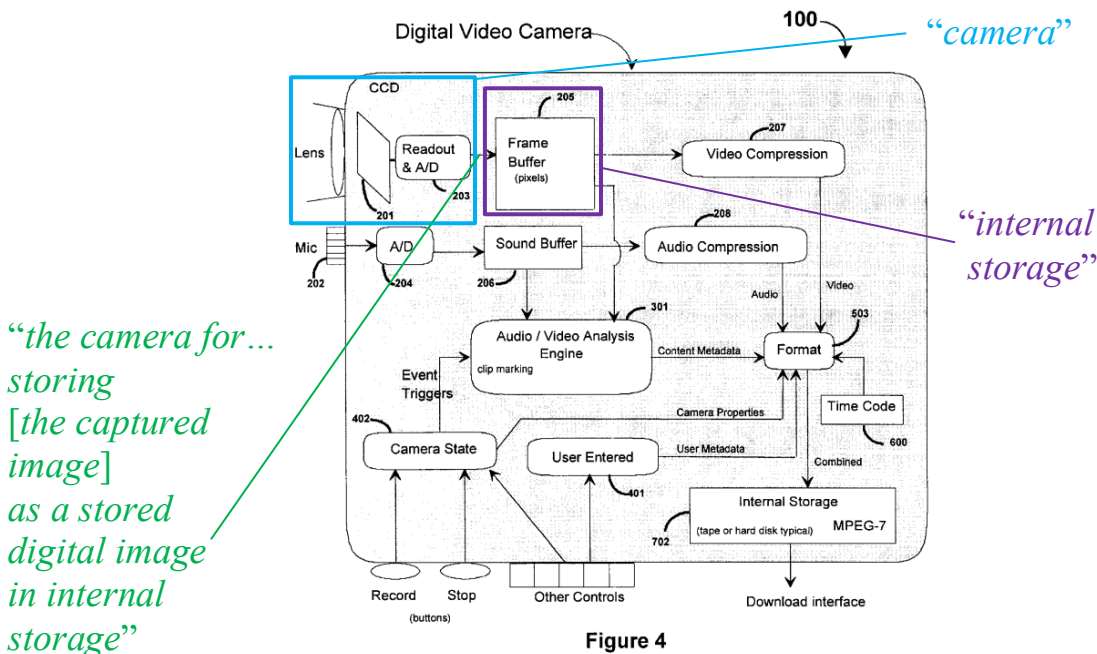 100
Digital Video Camera
“camera”
CCD
205
207
Lens
Readout
& A/D
203
201
Frame
Buffer
(pixels)
Video Compression
208
“internal
storage”
Mic
202
A/D
204
Sound Buffer
206
Audio Compression
Audio
Video
301
503
“the camera for…
storing
[the captured
image]
as a stored
digital image
in internal
storage”
Audio / Video Analysis
Engine
clip marking
Content Metadata
Format
Event
Triggers
402
Camera Properties
Time Code
600
Camera State
User Entered
401
User Metadata
Combined
Internal Storage
(tape or hard disk typical)
MPEG-7
702
Record
Stop
(buttons)
Other Controls
Download interface
Figure 4